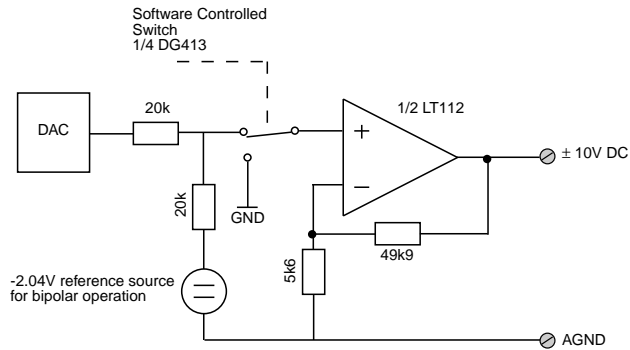 Software Controlled
Switch
1/4 DG413
20k
1/2 LT112
DAC
+
± 10V DC
−
20k
GND
49k9
5k6
-2.04V reference source
for bipolar operation
AGND